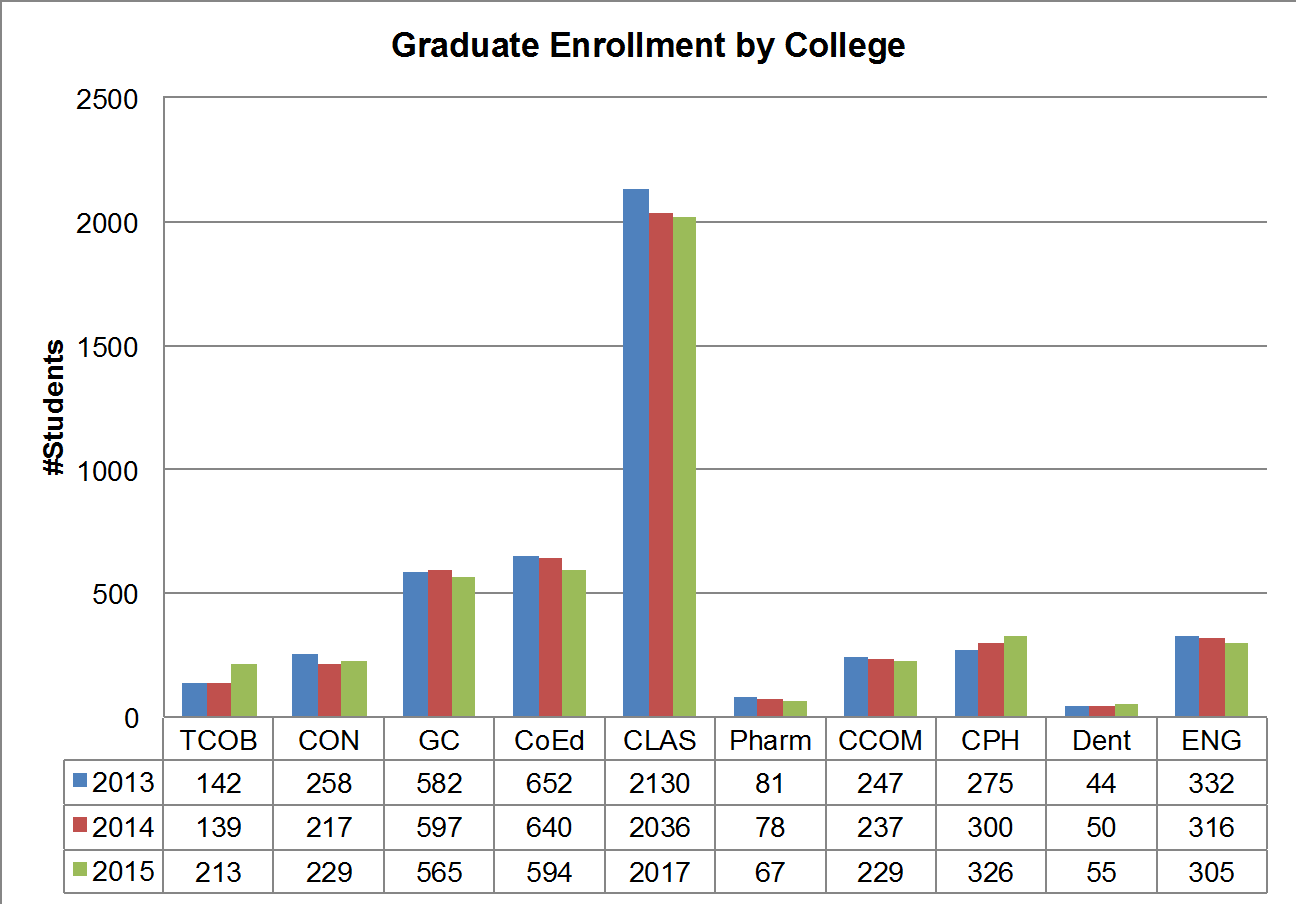 Graduate Enrollment by College
#Students
2500
2000
1500
1000
500
0
TCOB CON GC CoEd CLAS Pharm CCOM CPH Dent ENG
2013 142 258 582 652 2130 81 247 275 44 332
2014 139 217 597 640 2036 78 237 300 50 316
2015 213 229 565 594 2017 67 229 326 55 305